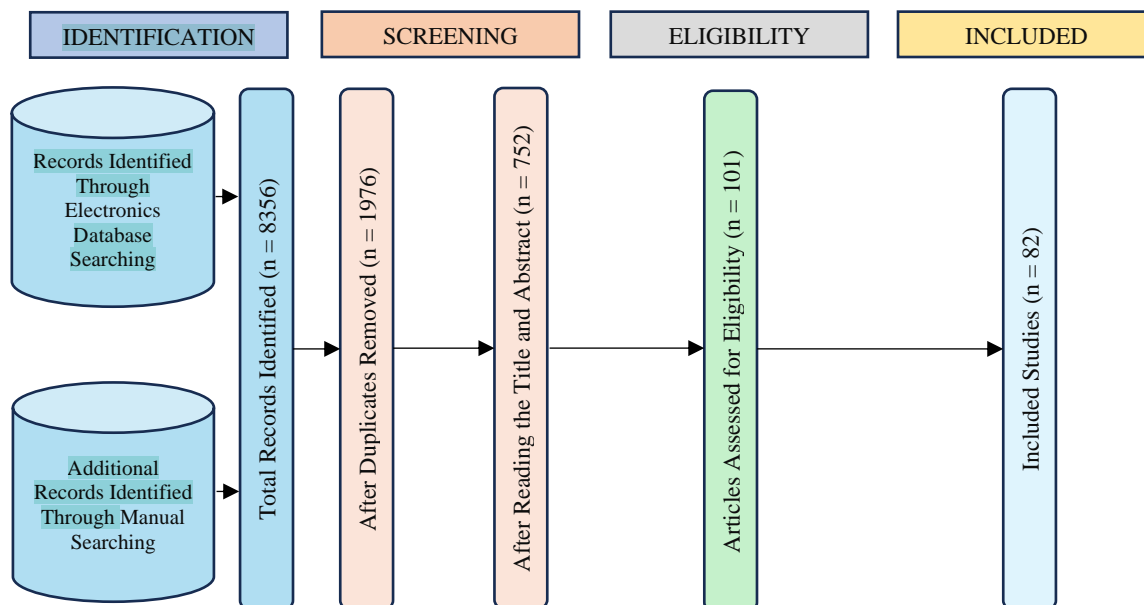 IDENTIFICATION
SCREENING
ELIGIBILITY
INCLUDED
Records Identified
Through
Electronics
Database
Searching
Additional
Records Identified
Through Manual
Searching
Total Records Identified (n = 8356)
After Duplicates Removed (n = 1976)
After Reading the Title and Abstract (n = 752)
Articles Assessed for Eligibility (n = 101)
Included Studies (n = 82)